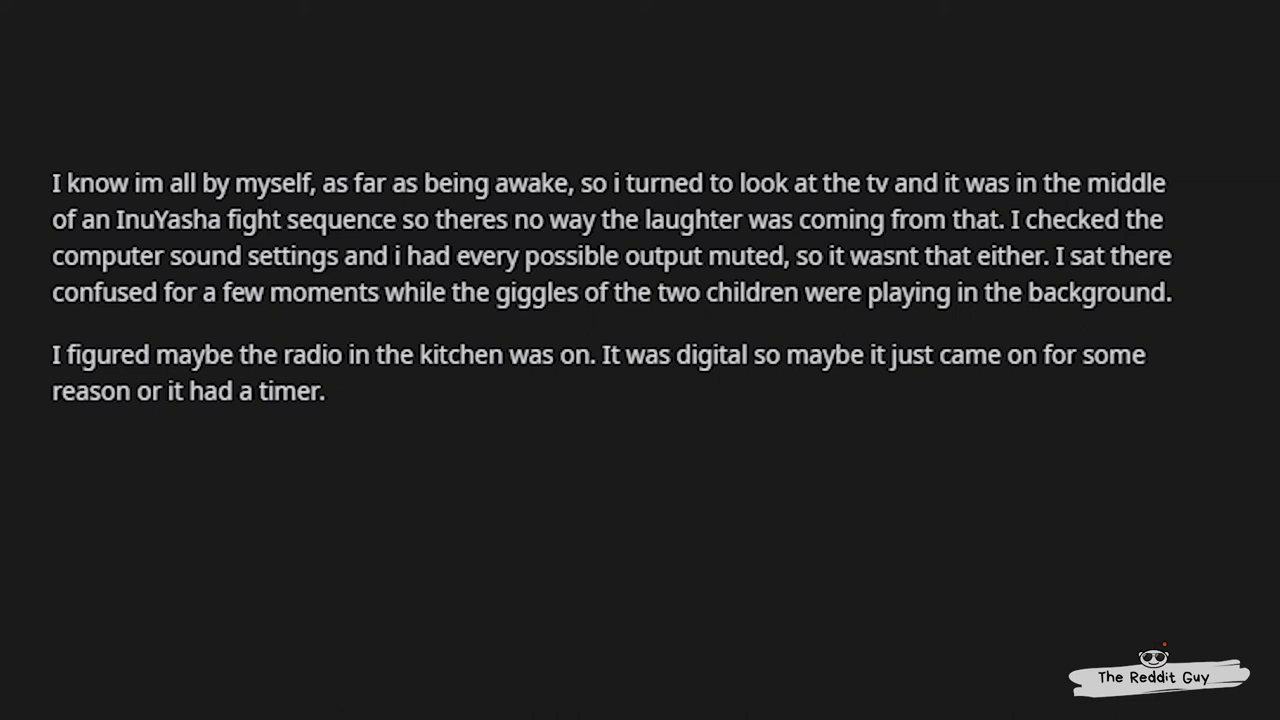 I know im all by myself, as far as being awake, so i turned to look at the tv and it was in the middle
of an InuYasha fight sequence so theres no way the laughter was coming from that. I checked the
computer sound settings and i had every possible output muted, so it wasnt that either. I sat there
confused for a few moments while the giggles of the two children were playing in the background.
I figured maybe the radio in the kitchen was on. It was digital so maybe it just came on for some
reason or it had a timer.
The Reddit Guy